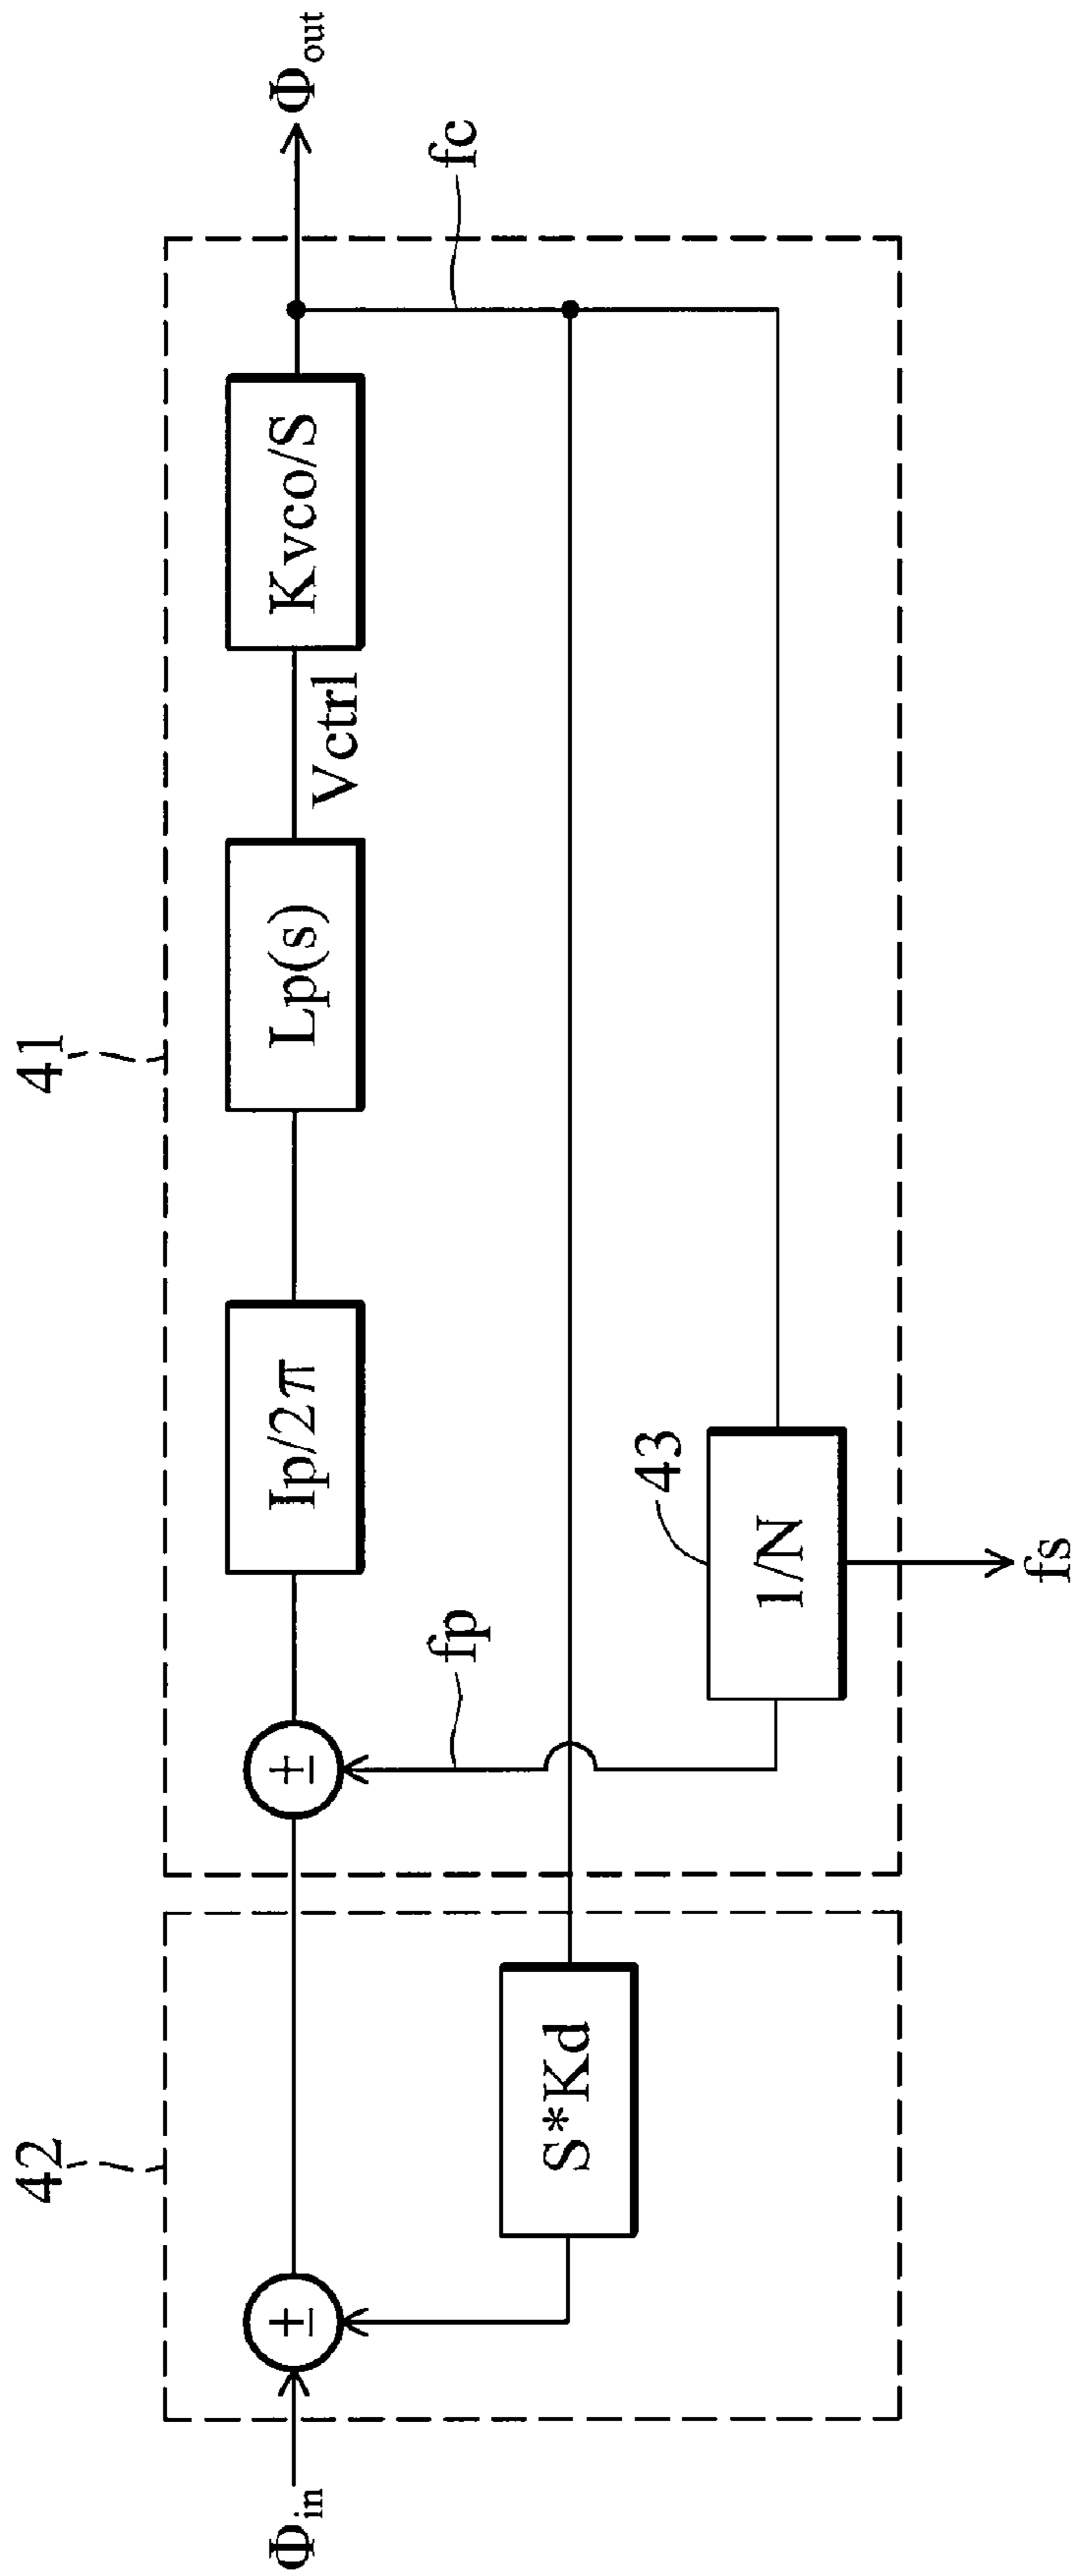 42
41
Φin
±
±
Ip/2π
Lp(s)
Vctrl
Kvco/S
Φout
fp
fc
S*Kd
43
1/N
fs